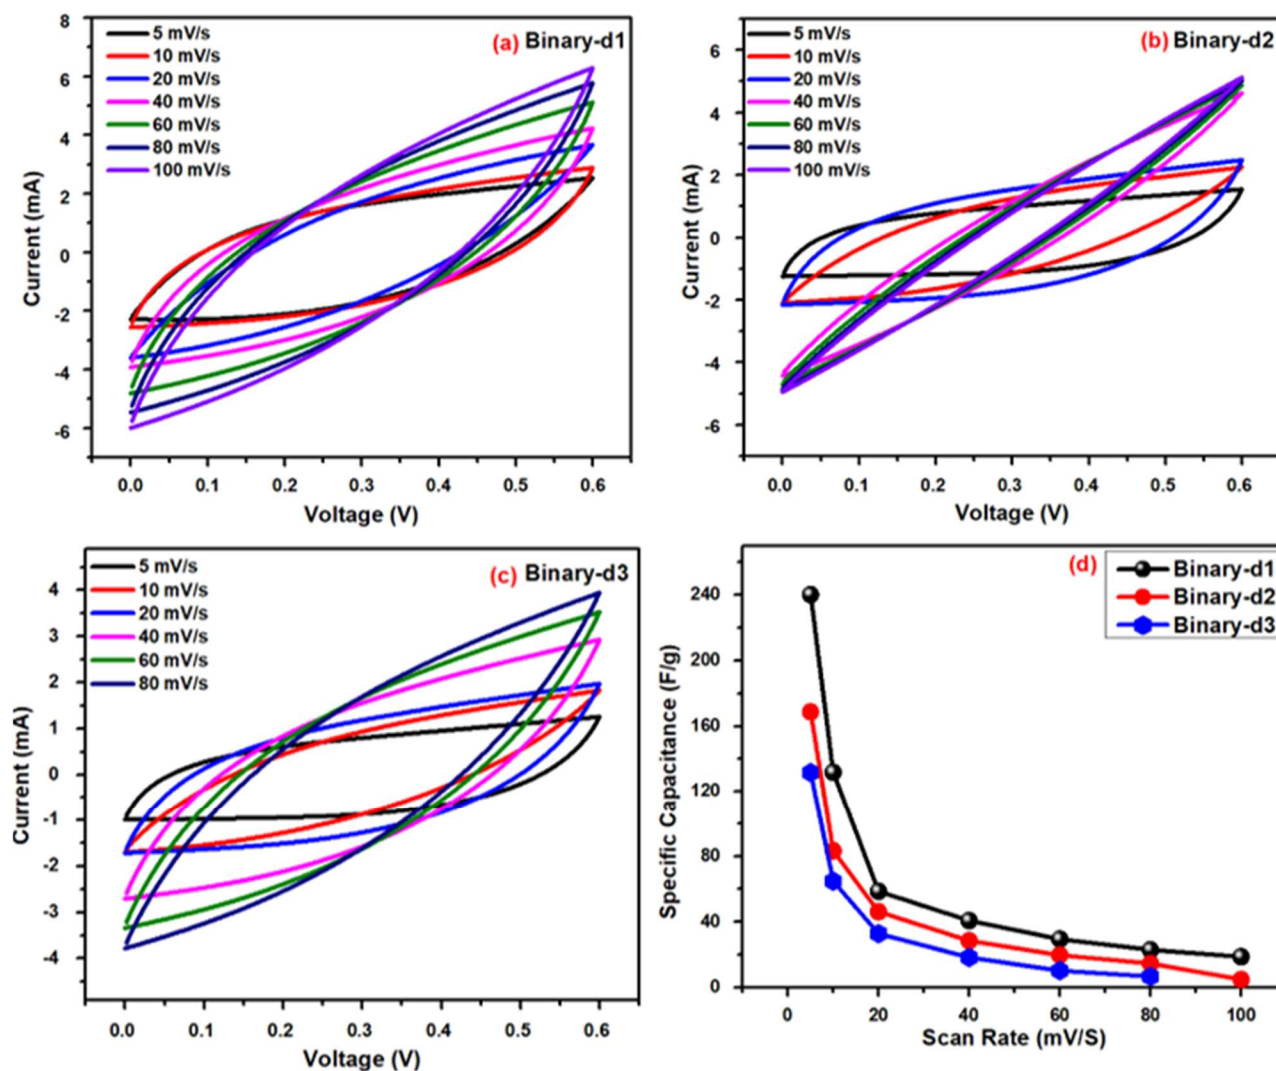 (a) Binary-d1
5 mV/s
10 mV/s
20 mV/s
40 mV/s
60 mV/s
80 mV/s
100 mV/s
8
6
4
2
0
-2
-4
-6
Current (mA)
0.0 0.1 0.2 0.3 0.4 0.5 0.6
Voltage (V)
(b) Binary-d2
5 mV/s
10 mV/s
20 mV/s
40 mV/s
60 mV/s
80 mV/s
100 mV/s
6
4
2
0
-2
-4
-6
Current (mA)
0.0 0.1 0.2 0.3 0.4 0.5 0.6
Voltage (V)
(c) Binary-d3
5 mV/s
10 mV/s
20 mV/s
40 mV/s
60 mV/s
80 mV/s
4
3
2
1
0
-1
-2
-3
-4
Current (mA)
0.0 0.1 0.2 0.3 0.4 0.5 0.6
Voltage (V)
(d)
Binary-d1
Binary-d2
Binary-d3
240
200
160
120
80
40
0
Specific Capacitance (F/g)
0 20 40 60 80 100
Scan Rate (mV/S)